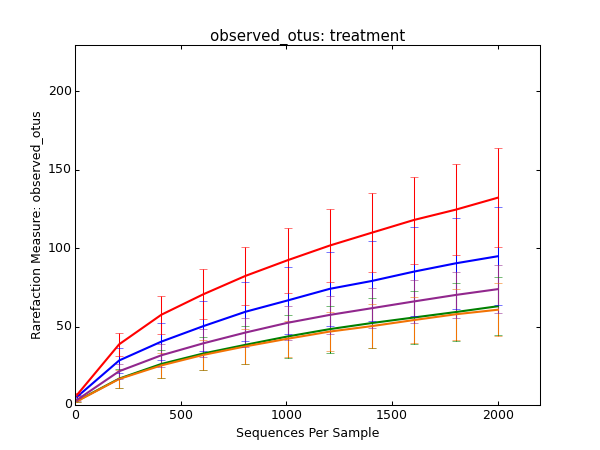 observed_otus: treatment
200
150
100
50
0
Rarefaction Measure: observed_otus
0 500 1000 1500 2000
Sequences Per Sample